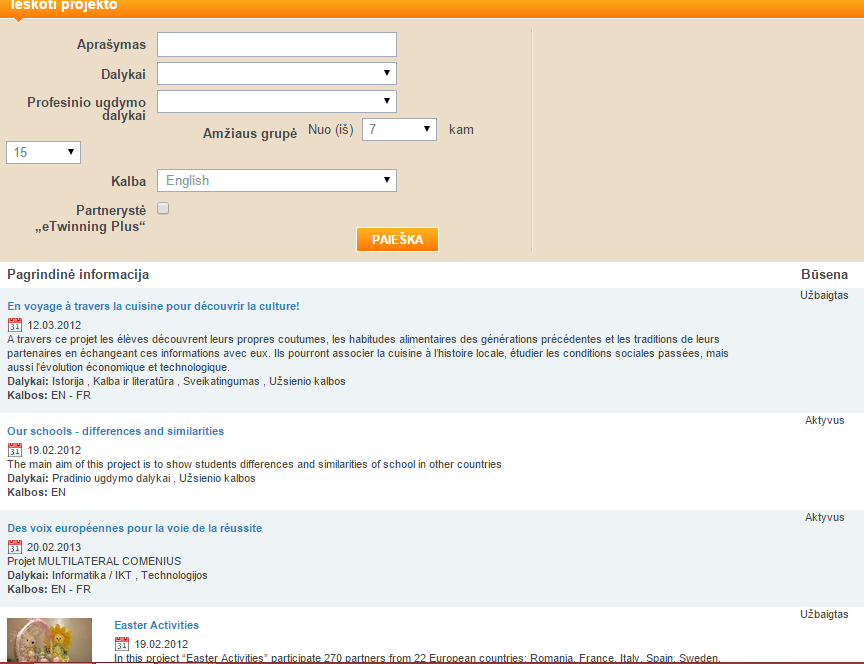 Ieškoti projekto
Aprašymas
Dalykai
Profesinio ugdymo
dalykai
Amžiaus grupė Nuo (iš) 7 kam
15
Kalba English
Partnerystė
„eTwinning Plus“
PAIEŠKA
Pagrindinė informacija Būsena
Užbaigtas
En voyage à travers la cuisine pour découvrir la culture!
12.03.2012
A travers ce projet les élèves découvrent leurs propres coutumes, les habitudes alimentaires des générations précédentes et les traditions de leurs
partenaires en échangeant ces informations avec eux. Ils pourront associer la cuisine à l'histoire locale, étudier les conditions sociales passées, mais
aussi l'évolution économique et technologique.
Dalykai: Istorija , Kalba ir literatūra , Sveikatingumas , Užsienio kalbos
Kalbos: EN - FR
Aktyvus
Our schools - differences and similarities
19.02.2012
The main aim of this project is to show students differences and similarities of school in other countries
Dalykai: Pradinio ugdymo dalykai , Užsienio kalbos
Kalbos: EN
Aktyvus
Des voix européennes pour la voie de la réussite
20.02.2013
Projet MULTILATERAL COMENIUS
Dalykai: Informatika / IKT , Technologijos
Kalbos: EN - FR
Užbaigtas
Easter Activities
19.02.2012
In this project “Easter Activities” participate 270 partners from 22 European countries: Romania, France, Italy, Spain, Sweden,